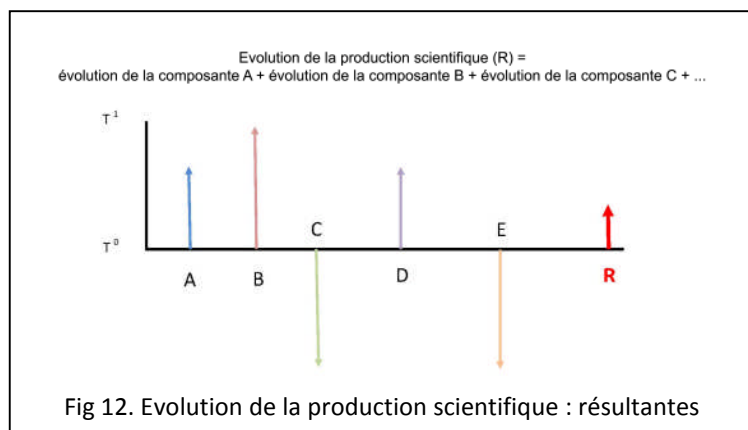 Evolution de la production scientifique (R) =
évolution de la composante A + évolution de la composante B + évolution de la composante C + ...
T¹
C
E
T⁰
A
B
D
R
Fig 12. Evolution de la production scientifique : résultantes